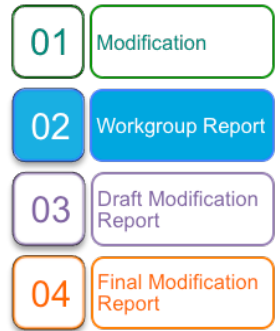 01 Modification
02 Workgroup Report
03 Draft Modification
Report
04 Final Modification
Report